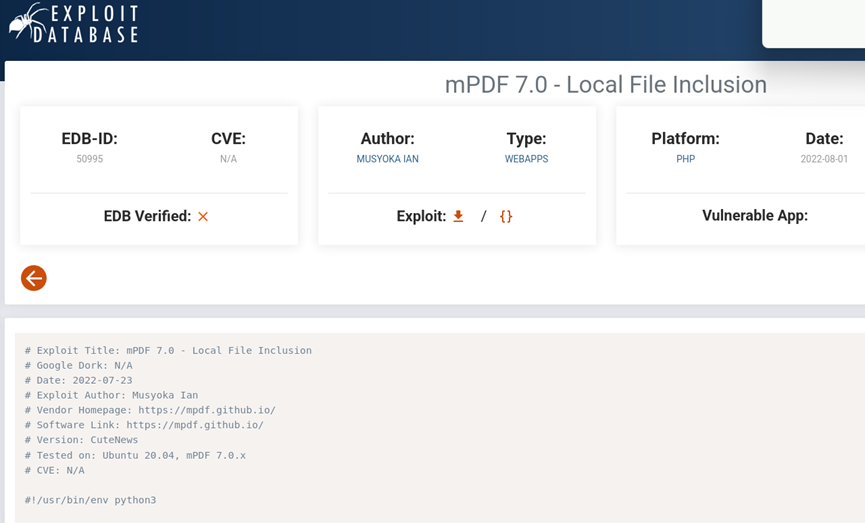 EXPLOIT
DATABASE
mPDF 7.0 - Local File Inclusion
EDB-ID:
50995
CVE:
N/A
Author:
MUSYOKA IAN
Type:
WEBAPPS
Platform:
PHP
Date:
2022-08-01
EDB Verified:
Exploit: / {}
Vulnerable App:
# Exploit Title: mPDF 7.0 - Local File Inclusion
# Google Dork: N/A
# Date: 2022-07-23
# Exploit Author: Musyoka Ian
# Vendor Homepage: https://mpdf.github.io/
# Software Link: https://mpdf.github.io/
# Version: CuteNews
# Tested on: Ubuntu 20.04, mPDF 7.0.x
# CVE: N/A
#!/usr/bin/env python3